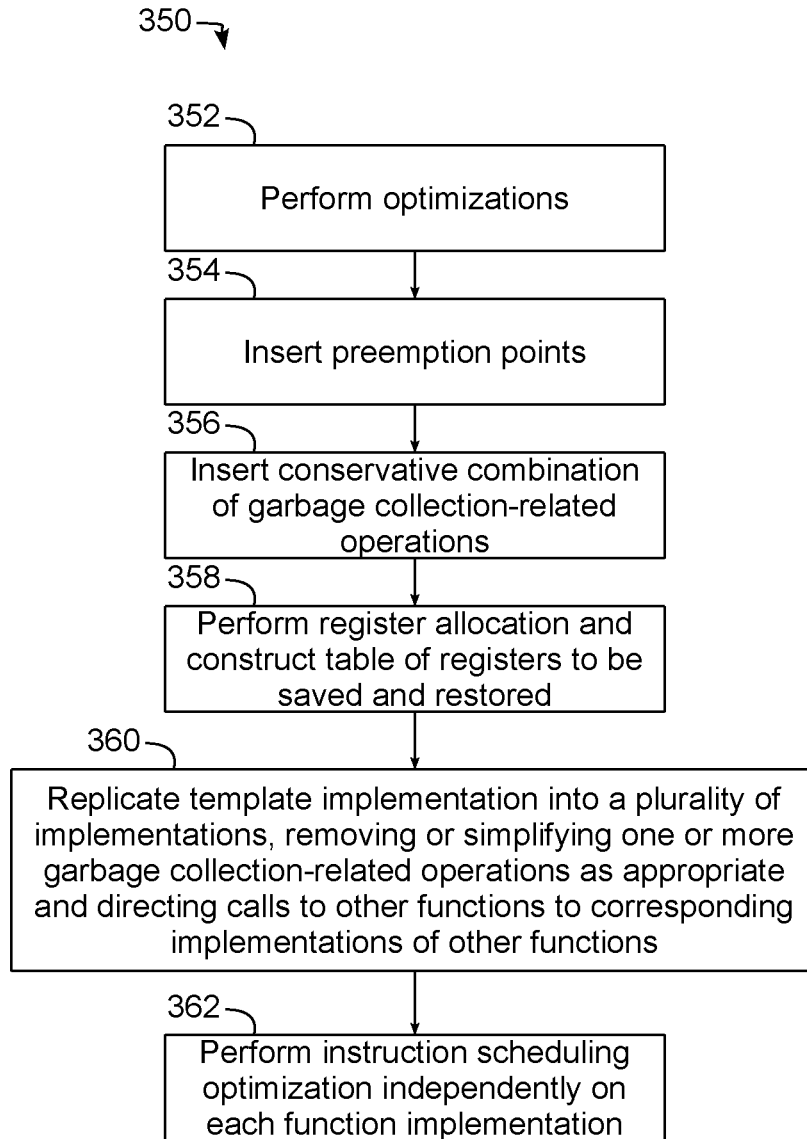 350
352
Perform optimizations
354
Insert preemption points
356
Insert conservative combination
of garbage collection-related
operations
358
Perform register allocation and
construct table of registers to be
saved and restored
360
Replicate template implementation into a plurality of
implementations, removing or simplifying one or more
garbage collection-related operations as appropriate
and directing calls to other functions to corresponding
implementations of other functions
362
Perform instruction scheduling
optimization independently on
each function implementation